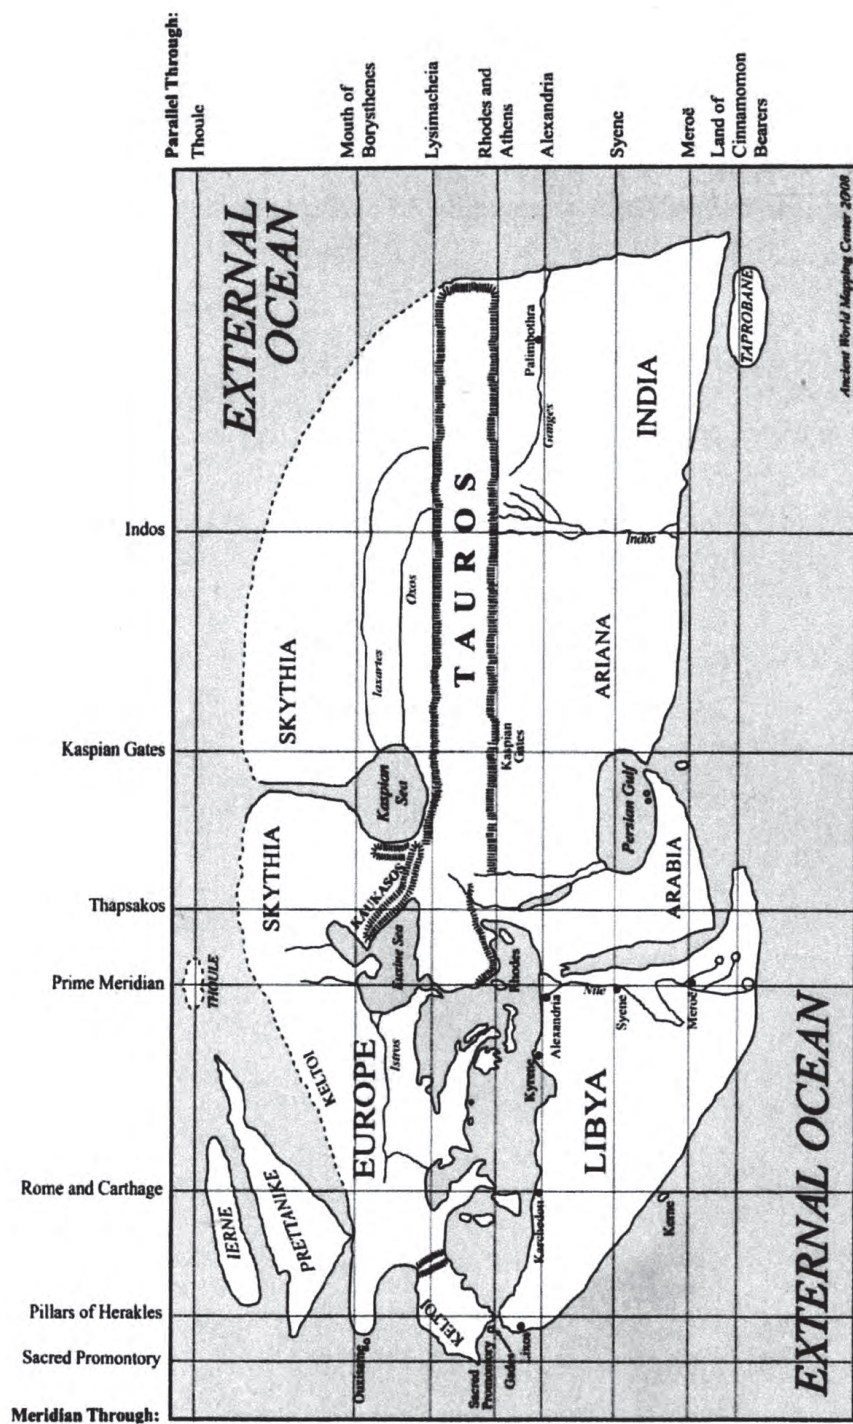 Parallel Through:
Thoule
Mouth of
Borysthenes
Lysimacheia
Rhodes and
Athens
Alexandria
Syene
Meroë
Land of
Cinnamomon
Bearers
Meridian Through:
Sacred Promontory
Pillars of Herakles
Rome and Carthage
Prime Meridian
Thapsakos
Kaspian Gates
Indos
EXTERNAL
OCEAN
THOULE
IERNE
PRETTANIKE
KELTOI
SKYTHIA
SKYTHIA
EUROPE
Istros
Euxine Sea
KAUKASOS
Kaspian
Sea
Iaxartes
Oxos
TAUROS
Kaspian
Gates
KELTOI
Sacred
Promontory
Gades
Karchedon
Kyrene
Rhodes
Alexandria
Nile
Syene
Meroë
LIBYA
Kerne
ARABIA
Persian Gulf
ARIANA
Indos
INDIA
Ganges
Palimbothra
TAPROBANE
EXTERNAL OCEAN
Ancient World Mapping Center 2008